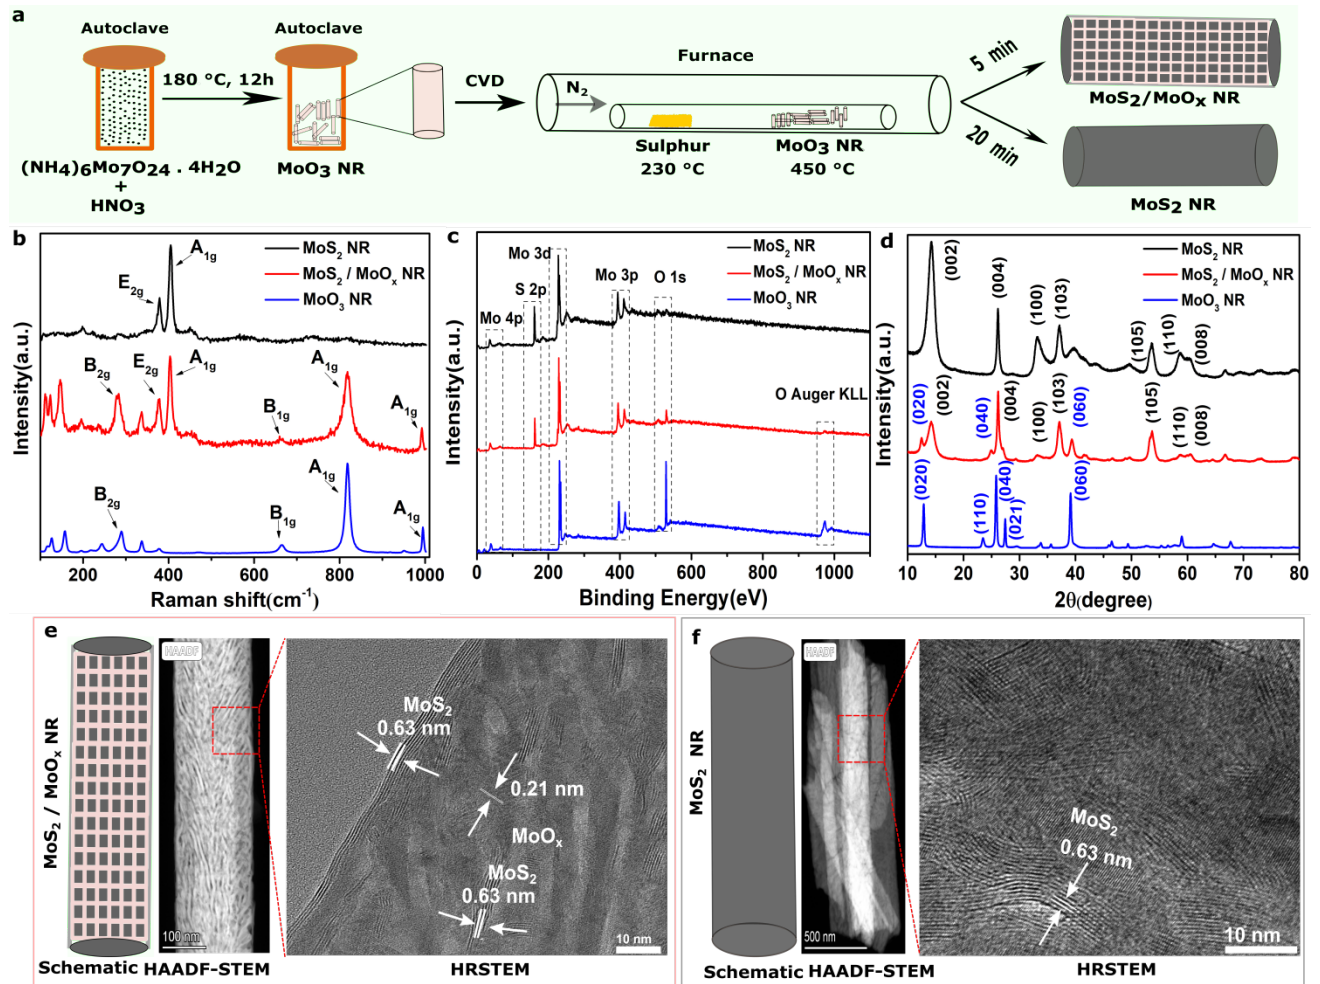 a
Autoclave
Autoclave
180 °C, 12h
(NH4)6Mo7O24 . 4H2O
+
HNO3
MoO3 NR
CVD
Furnace
N2
Sulphur
230 °C
MoO3 NR
450 °C
5 min
20 min
MoS2/MoOx NR
MoS2 NR
b
MoS2 NR
MoS2 / MoOx NR
MoO3 NR
A1g
E2g
B2g
E2g
A1g
B1g
A1g
A1g
B2g
B1g
A1g
A1g
Intensity(a.u.)
200
400
600
800
1000
Raman shift(cm-1)
c
MoS2 NR
MoS2 / MoOx NR
MoO3 NR
Mo 4p
S 2p
Mo 3d
Mo 3p
O 1s
O Auger KLL
Intensity(a.u.)
0
200
400
600
800
1000
Binding Energy(eV)
d
MoS2 NR
MoS2 / MoOx NR
MoO3 NR
(002)
(004)
(100)
(103)
(105)
(110)
(008)
(020)
(002)
(040)
(004)
(100)
(103)
(060)
(105)
(110)
(008)
(020)
(110)
(040)
(021)
(060)
Intensity(a.u.)
10
20
30
40
50
60
70
80
2θ(degree)
e
MoS2 / MoOx NR
HAADF
100 nm
MoS2
0.63 nm
0.21 nm
MoOx
MoS2
0.63 nm
10 nm
Schematic
HAADF-STEM
HRSTEM
f
MoS2 NR
HAADF
500 nm
MoS2
0.63 nm
10 nm
Schematic
HAADF-STEM
HRSTEM